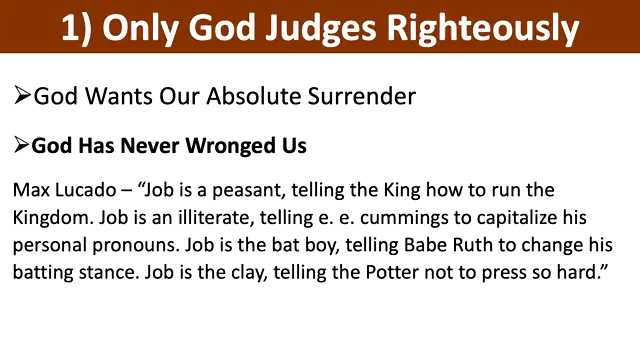 1) Only God Judges Righteously
➢God Wants Our Absolute Surrender
➢God Has Never Wronged Us
Max Lucado – “Job is a peasant, telling the King how to run the
Kingdom. Job is an illiterate, telling e. e. cummings to capitalize his
personal pronouns. Job is the bat boy, telling Babe Ruth to change his
batting stance. Job is the clay, telling the Potter not to press so hard.”